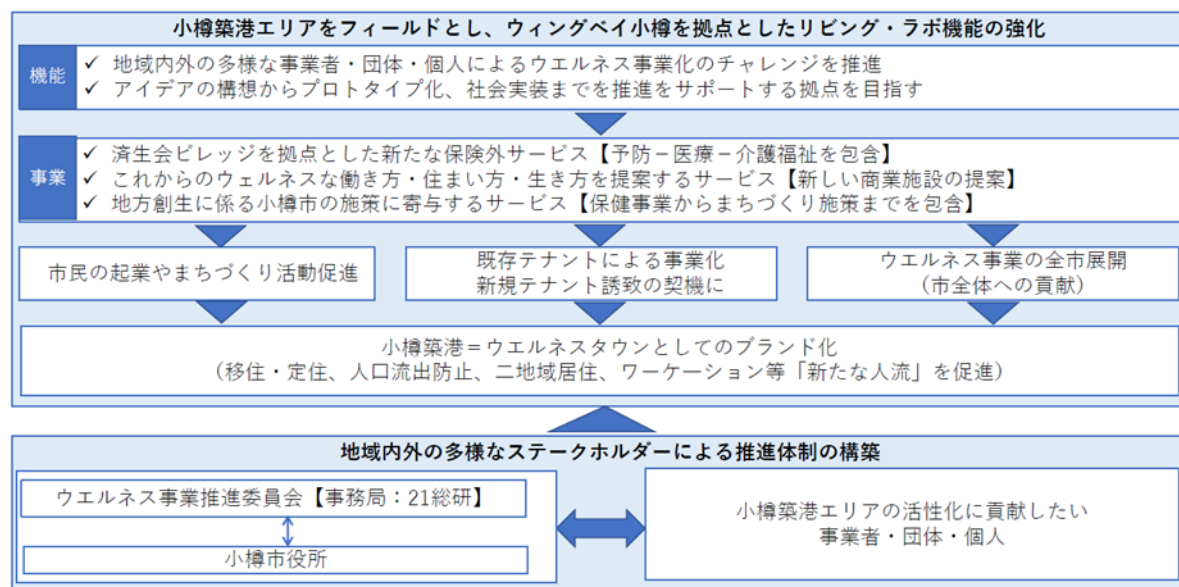 小樽築港エリアをフィールドとし、ウィングベイ小樽を拠点としたリビング・ラボ機能の強化
機能
✓ 地域内外の多様な事業者・団体・個人によるウエルネス事業化のチャレンジを推進
✓ アイデアの構想からプロトタイプ化、社会実装までを推進をサポートする拠点を目指す
事業
✓ 済生会ビレッジを拠点とした新たな保険外サービス【予防－医療－介護福祉を包含】
✓ これからのウェルネスな働き方・住まい方・生き方を提案するサービス【新しい商業施設の提案】
✓ 地方創生に係る小樽市の施策に寄与するサービス【保健事業からまちづくり施策までを包含】
市民の起業やまちづくり活動促進
既存テナントによる事業化
新規テナント誘致の契機に
ウエルネス事業の全市展開
(市全体への貢献)
小樽築港＝ウエルネスタウンとしてのブランド化
(移住・定住、人口流出防止、二地域居住、ワーケーション等「新たな人流」を促進)
地域内外の多様なステークホルダーによる推進体制の構築
ウエルネス事業推進委員会【事務局：21総研】
小樽市役所
小樽築港エリアの活性化に貢献したい
事業者・団体・個人